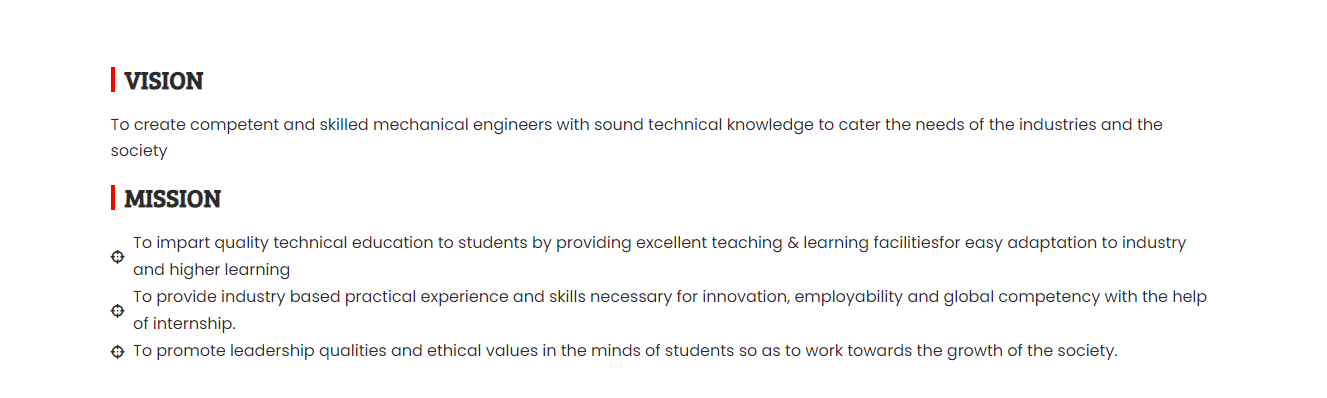 VISION
To create competent and skilled mechanical engineers with sound technical knowledge to cater the needs of the industries and the
society
MISSION
To impart quality technical education to students by providing excellent teaching & learning facilitiesfor easy adaptation to industry
and higher learning
To provide industry based practical experience and skills necessary for innovation, employability and global competency with the help
of internship.
To promote leadership qualities and ethical values in the minds of students so as to work towards the growth of the society.